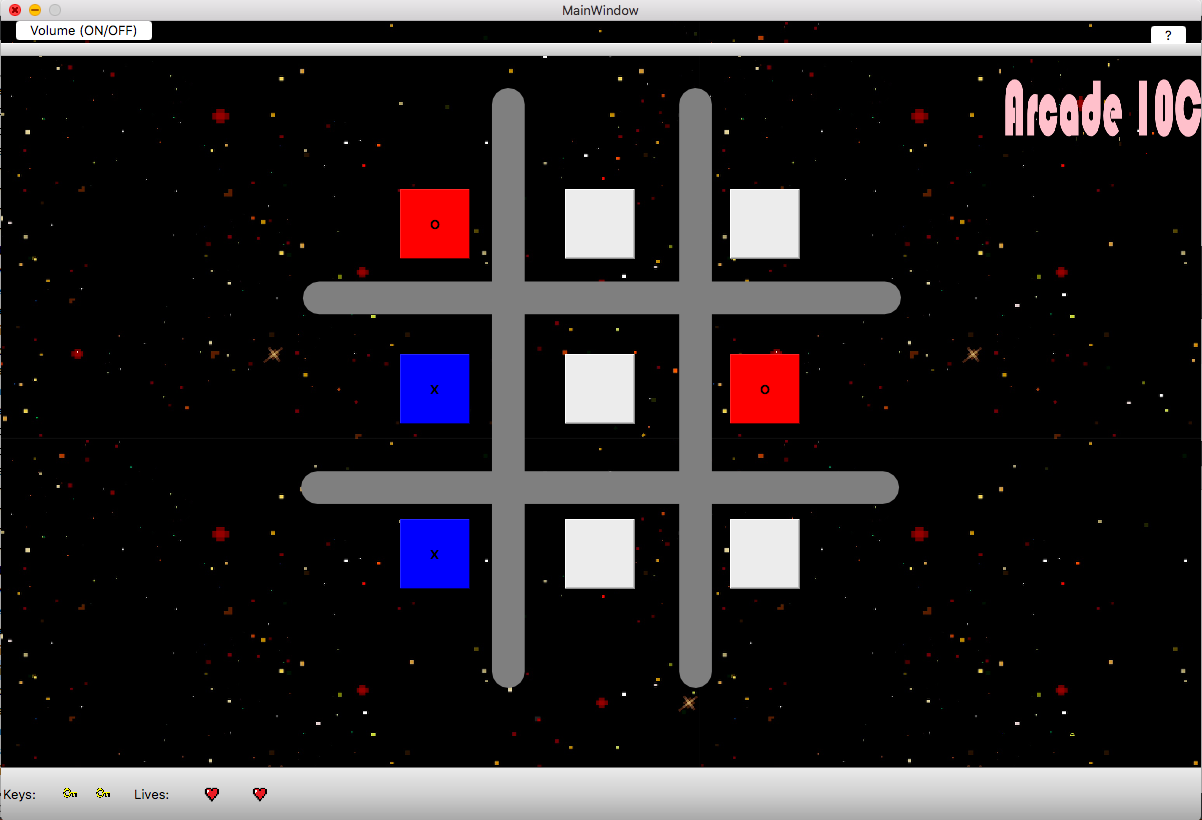 MainWindow
Volume (ON/OFF)
?
Arcade 10C
O
X
O
X
Keys:
Lives: